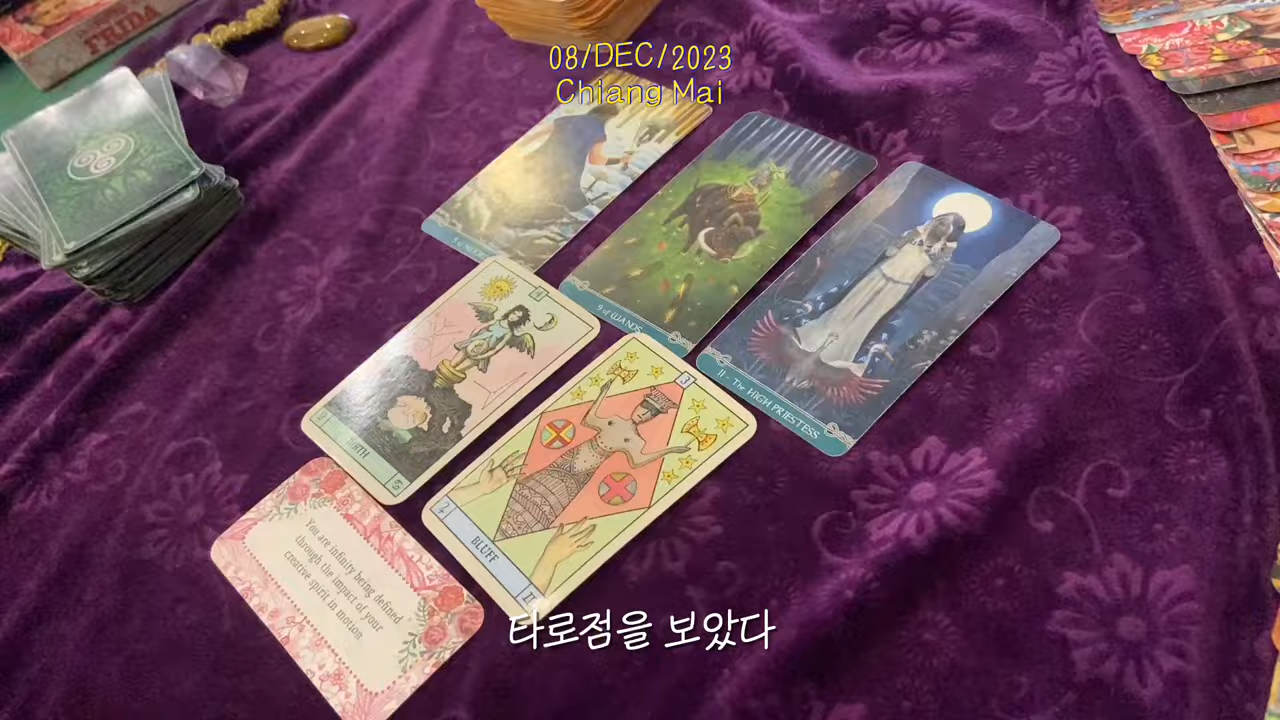 FRIDA
08/DEC/2023
Chiang Mai
9 of WANDS
II - The HIGH PRIESTESS
3
BLUFF
You are infinity being defined
through the impact of your
creative spirit in motion
타로점을 보았다